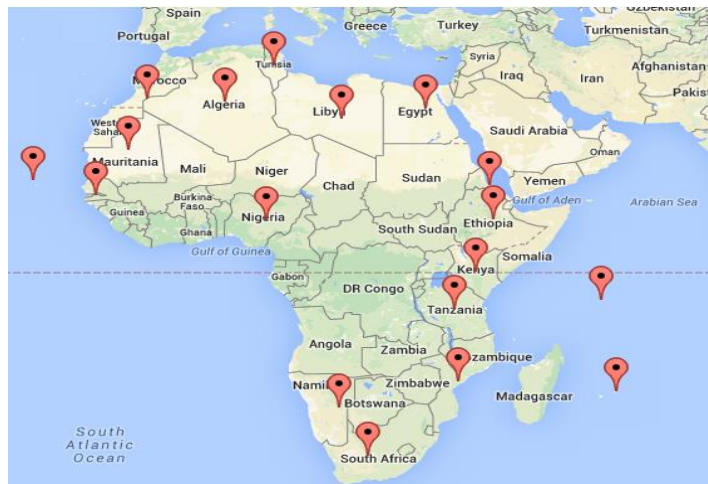 Spain
Portugal
Greece
Turkey
Turkmenistan
Uzbekistan
Afghanistan
Syria
Iraq
Iran
Pakist
Tunisia
Morocco
Algeria
Libya
Egypt
Western
Sahara
Saudi Arabia
Oman
Mauritania
Mali
Niger
Chad
Sudan
Yemen
Gulf of Aden
Arabian Sea
Burkina
Faso
Guinea
Ghana
Nigeria
Ethiopia
South Sudan
Somalia
Gulf of Guinea
Gabon
Kenya
DR Congo
Tanzania
Angola
Zambia
zambique
Nami
Zimbabwe
Botswana
Madagascar
South
Atlantic
Ocean
South Africa